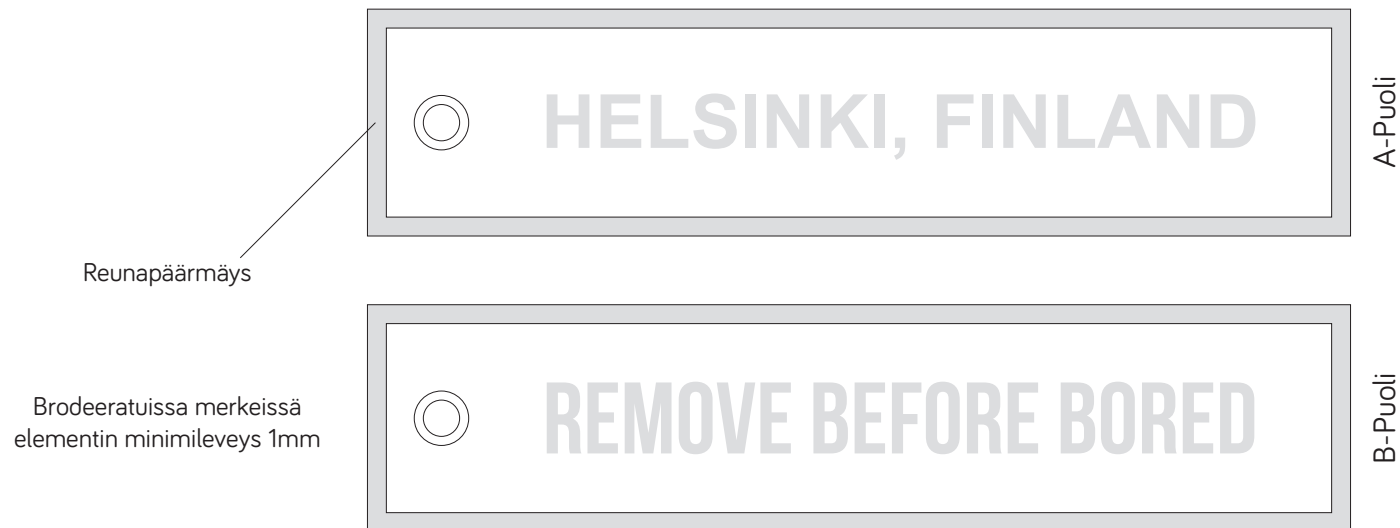 HELSINKI, FINLAND
A-Puoli
Reunapäärmäys
REMOVE BEFORE BORED
B-Puoli
Brodeeratuissa merkeissä
elementin minimileveys 1mm